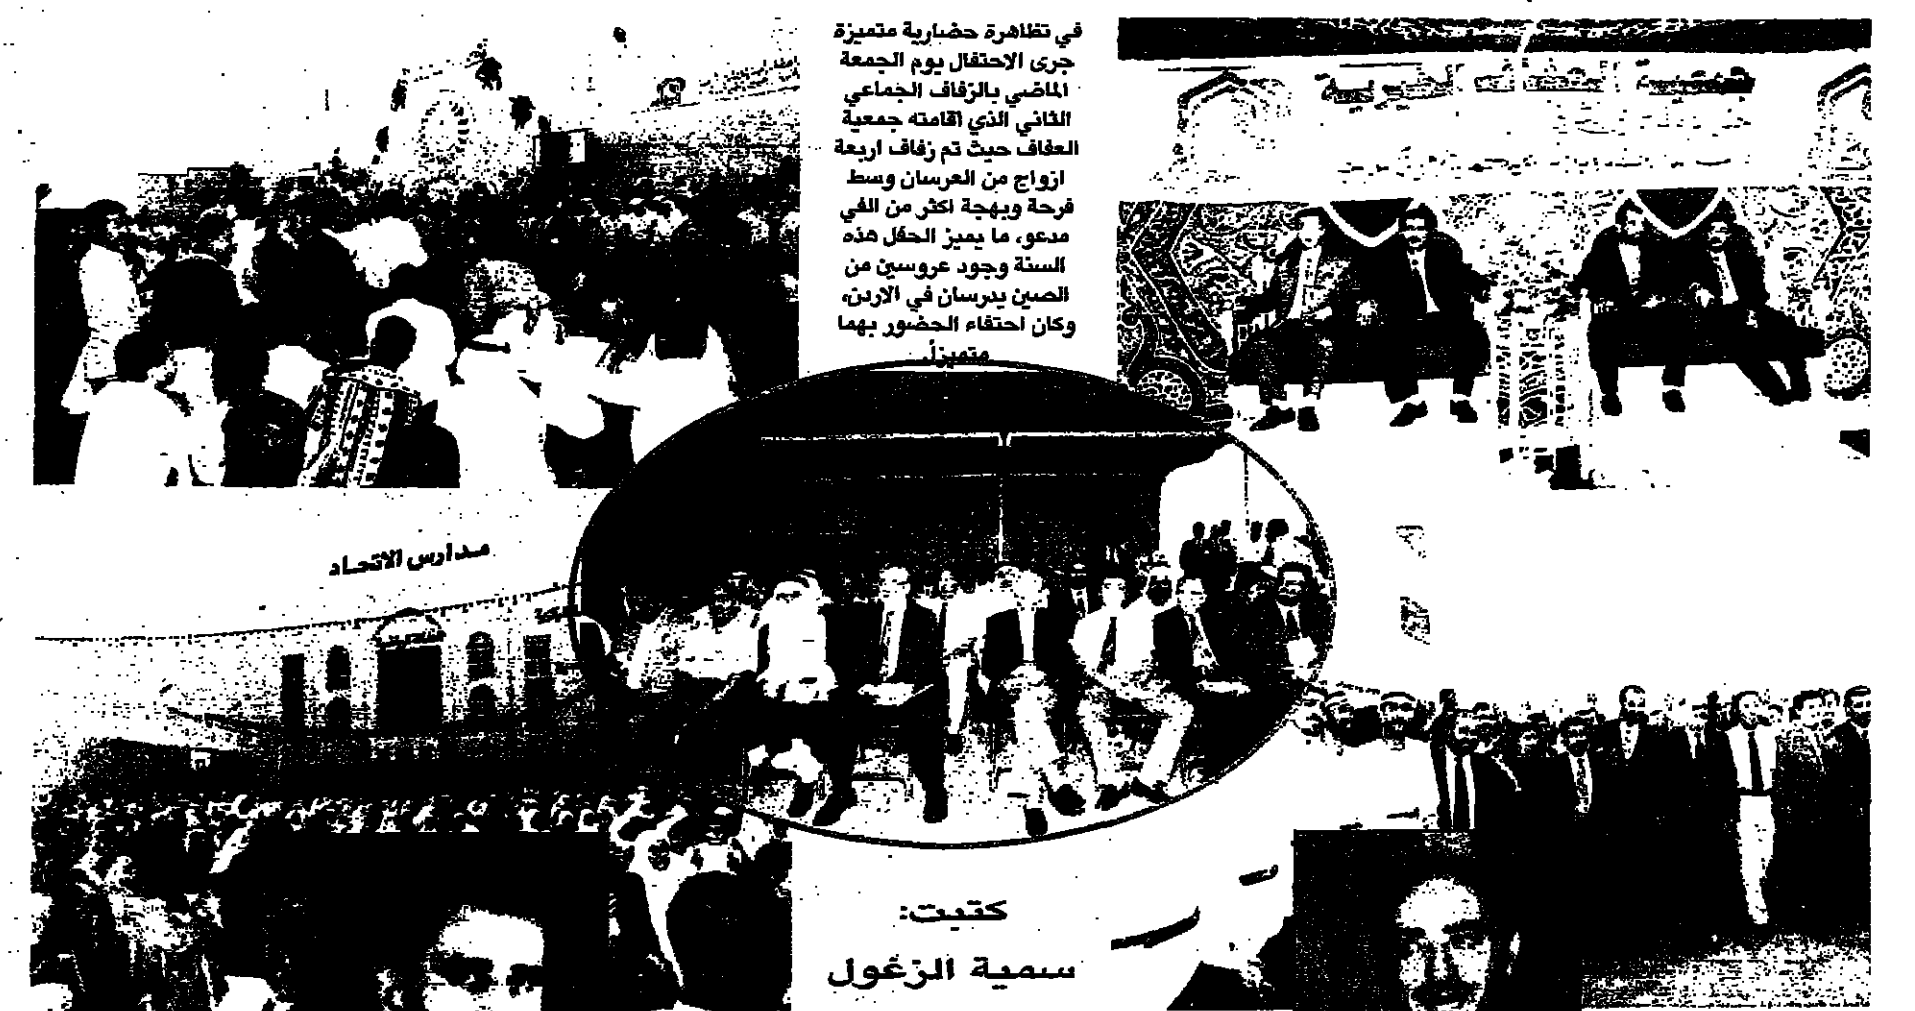 في تظاهرة حضارية متميزة
جرى الاحتفال يوم الجمعة
الماضي بالزفاف الجماعي
الثاني الذي اقامته جمعية
العفاف حيث تم زفاف اربعة
ازواج من العرسان وسط
فرحة وبهجة اكثر من الفي
مدعو، ما يميز الحفل هذه
السنة وجود عروسين من
الصين يدرسان في الاردن،
وكان احتفاء الحضور بهما
متميزاً.
مدارس الاتحاد
كتبت:
سمية الزغول